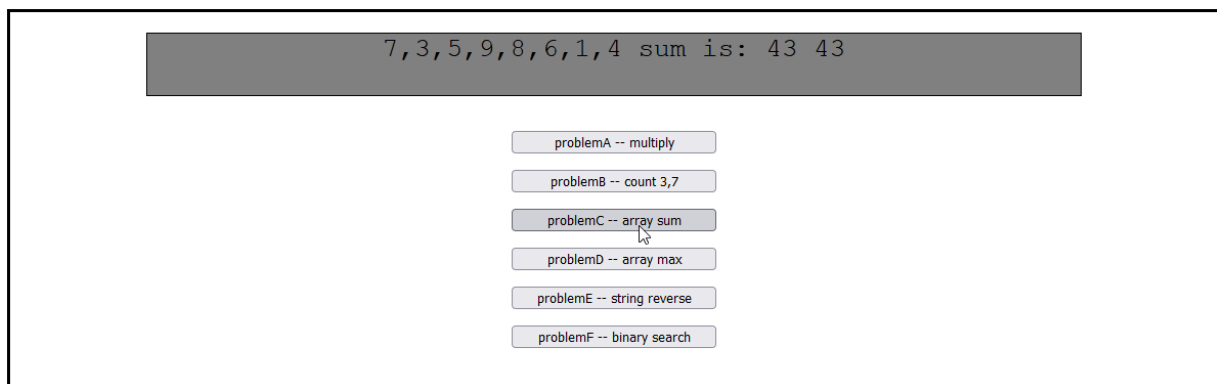 7,3,5,9,8,6,1,4 sum is: 43 43
problemA -- multiply
problemB -- count 3,7
problemC -- array sum
problemD -- array max
problemE -- string reverse
problemF -- binary search